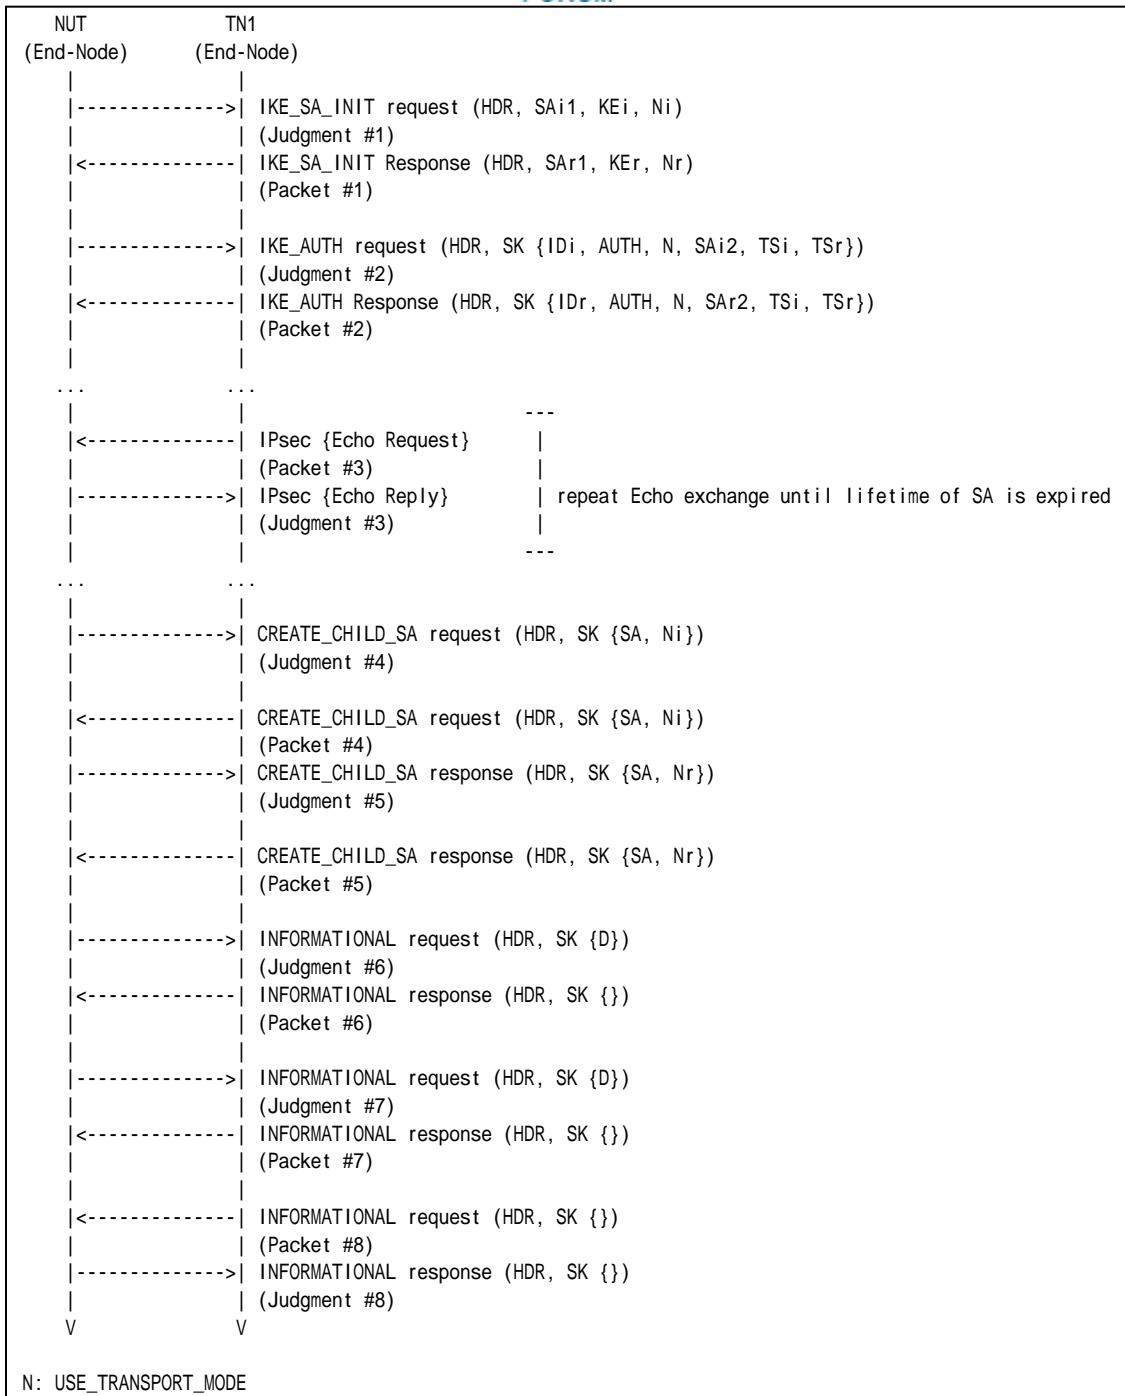 NUT TN1
(End-Node) (End-Node)
| |
|-------------->| IKE_SA_INIT request (HDR, SAi1, KEi, Ni)
| | (Judgment #1)
|<--------------| IKE_SA_INIT Response (HDR, SAr1, KEr, Nr)
| | (Packet #1)
| |
|-------------->| IKE_AUTH request (HDR, SK {IDi, AUTH, N, SAi2, TSi, TSr})
| | (Judgment #2)
|<--------------| IKE_AUTH Response (HDR, SK {IDr, AUTH, N, SAr2, TSi, TSr})
| | (Packet #2)
| |
... ...
| | ---
|<--------------| IPsec {Echo Request} |
| | (Packet #3) |
|-------------->| IPsec {Echo Reply} | repeat Echo exchange until lifetime of SA is expired
| | (Judgment #3) |
| | ---
... ...
| |
|-------------->| CREATE_CHILD_SA request (HDR, SK {SA, Ni})
| | (Judgment #4)
| |
|<--------------| CREATE_CHILD_SA request (HDR, SK {SA, Ni})
| | (Packet #4)
|-------------->| CREATE_CHILD_SA response (HDR, SK {SA, Nr})
| | (Judgment #5)
| |
|<--------------| CREATE_CHILD_SA response (HDR, SK {SA, Nr})
| | (Packet #5)
| |
|-------------->| INFORMATIONAL request (HDR, SK {D})
| | (Judgment #6)
|<--------------| INFORMATIONAL response (HDR, SK {})
| | (Packet #6)
| |
|-------------->| INFORMATIONAL request (HDR, SK {D})
| | (Judgment #7)
|<--------------| INFORMATIONAL response (HDR, SK {})
| | (Packet #7)
| |
|<--------------| INFORMATIONAL request (HDR, SK {})
| | (Packet #8)
|-------------->| INFORMATIONAL response (HDR, SK {})
| | (Judgment #8)
V V
N: USE_TRANSPORT_MODE